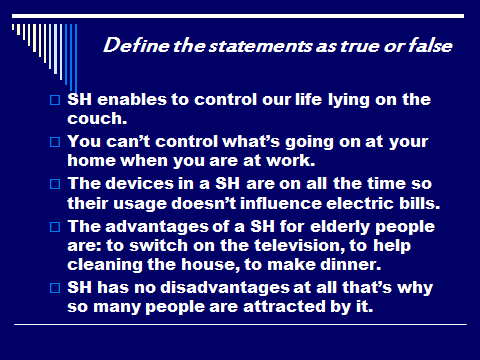 Define the statements as true or false
SH enables to control our life lying on the
couch.
You can't control what's going on at your
home when you are at work.
The devices in a SH are on all the time so
their usage doesn't influence electric bills.
The advantages of a SH for elderly people
are: to switch on the television, to help
cleaning the house, to make dinner.
SH has no disadvantages at all that's why
so many people are attracted by it.